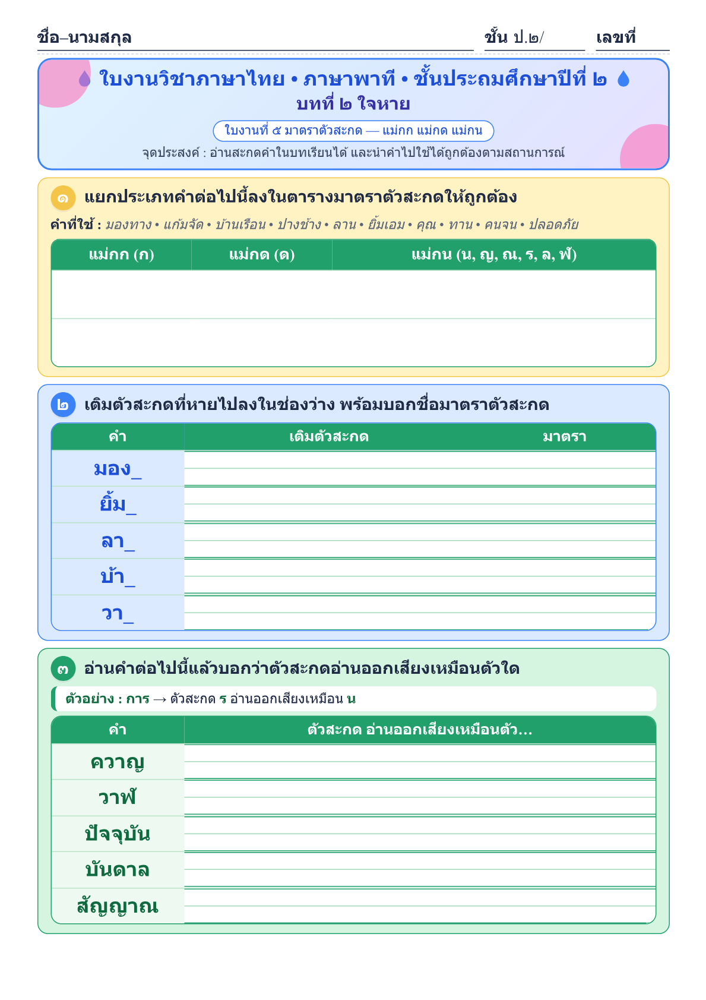 ชื่อ–นามสกุล ชั้น ป.๒/ เลขที่
ใบงานวิชาภาษาไทย • ภาษาพาที • ชั้นประถมศึกษาปีที่ ๒
บทที่ ๒ ใจหาย
ใบงานที่ ๕ มาตราตัวสะกด — แม่กก แม่กด แม่กน
จุดประสงค์ : อ่านสะกดคำในบทเรียนได้ และนำคำไปใช้ได้ถูกต้องตามสถานการณ์
๑ แยกประเภทคำต่อไปนี้ลงในตารางมาตราตัวสะกดให้ถูกต้อง
คำที่ใช้ : มองทาง • แก้มจัด • บ้านเรือน • ปางช้าง • ลาน • ยิ้มเอม • คุณ • ทาน • คนจน • ปลอดภัย
แม่กก (ก) แม่กด (ด) แม่กน (น, ญ, ณ, ร, ล, ฬ)
๒ เติมตัวสะกดที่หายไปลงในช่องว่าง พร้อมบอกชื่อมาตราตัวสะกด
คำ เติมตัวสะกด มาตรา
มอง_
ยิ้ม_
ลา_
บ้า_
วา_
๓ อ่านคำต่อไปนี้แล้วบอกว่าตัวสะกดอ่านออกเสียงเหมือนตัวใด
ตัวอย่าง : การ → ตัวสะกด ร อ่านออกเสียงเหมือน น
คำ ตัวสะกด อ่านออกเสียงเหมือนตัว…
ควาญ
วาฬ
ปัจจุบัน
บันดาล
สัญญาณ